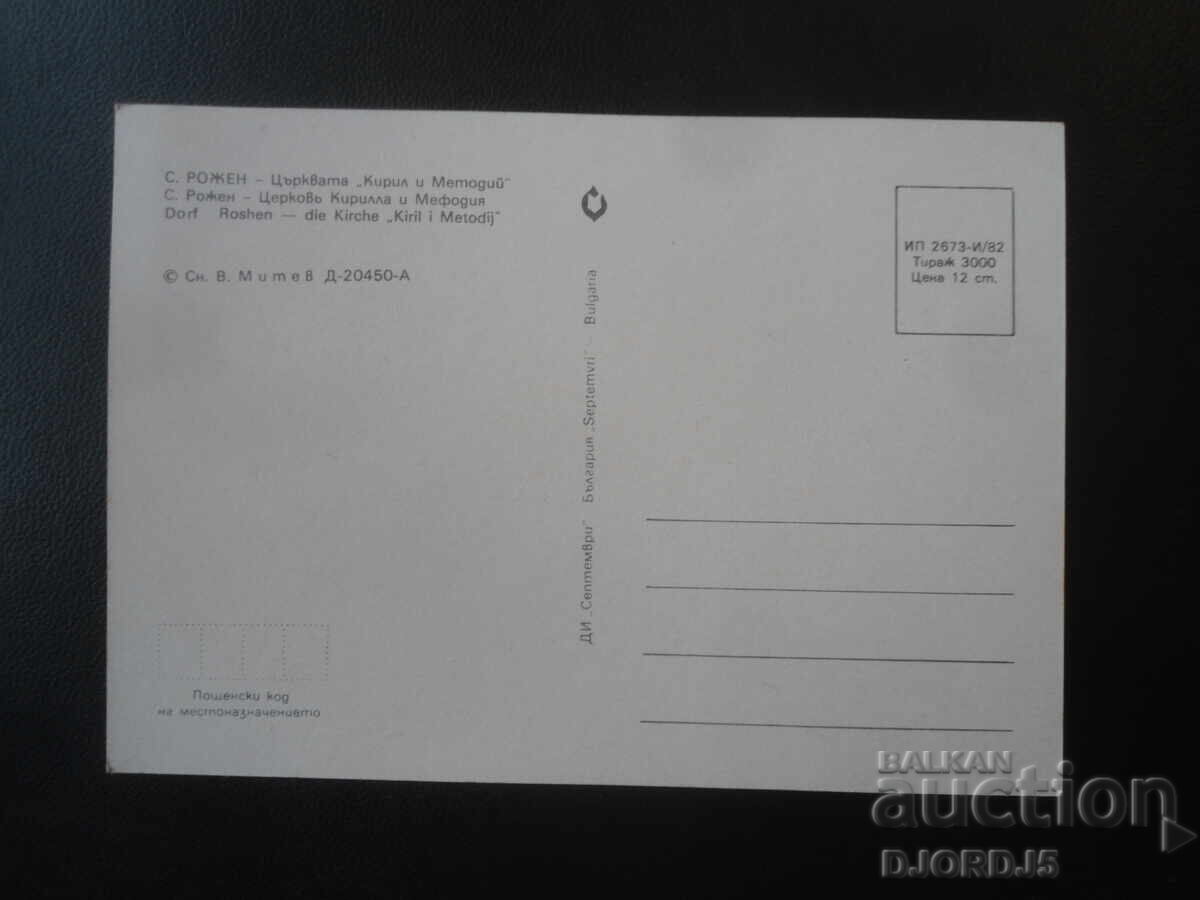 С. РОЖЕН – Църквата „Кирил и Методий"
С. Рожен – Церковь Кирилла и Мефодия
Dorf Roshen — die Kirche „Kiril i Metodij"
© Сн. В. Митев Д-20450-А
ДИ „Септември" България „Septemvri" - Bulgaria
ИП 2673-И/82
Тираж 3000
Цена 12 ст.
Пощенски код
на местоназначението
BALKAN
auction
DJORDJ5